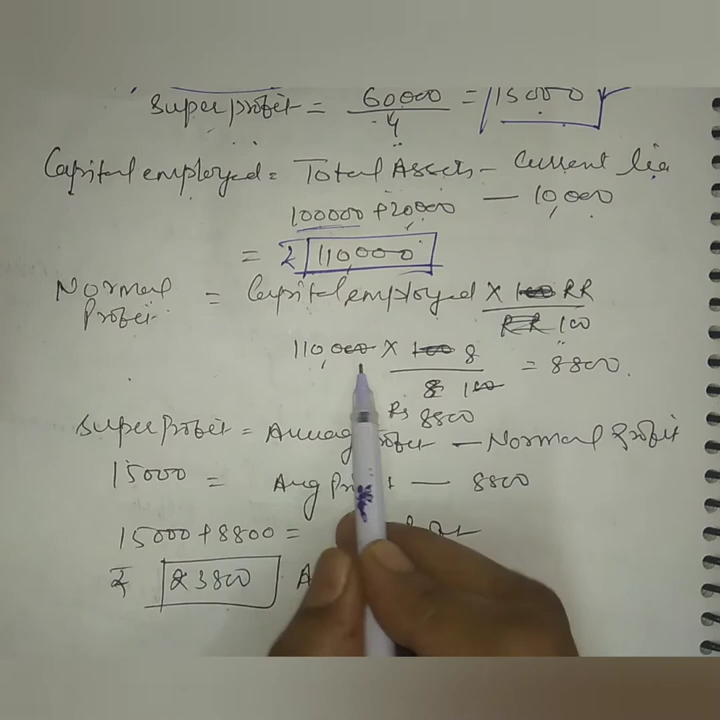 Super profit = 60000 / 4 = 15000
Capital employed = Total Assets – Current lia
100000 + 20000 — 10,000
= ₹ 110,000
Normal Profit = Capital employed X RR / 100
110,000 X 8 / 100 = 8800.
Rs 8800
Super Profit = Average Profit — Normal Profit
15000 = Avg Profit — 8800
15000 + 8800 =
₹ 23800 A